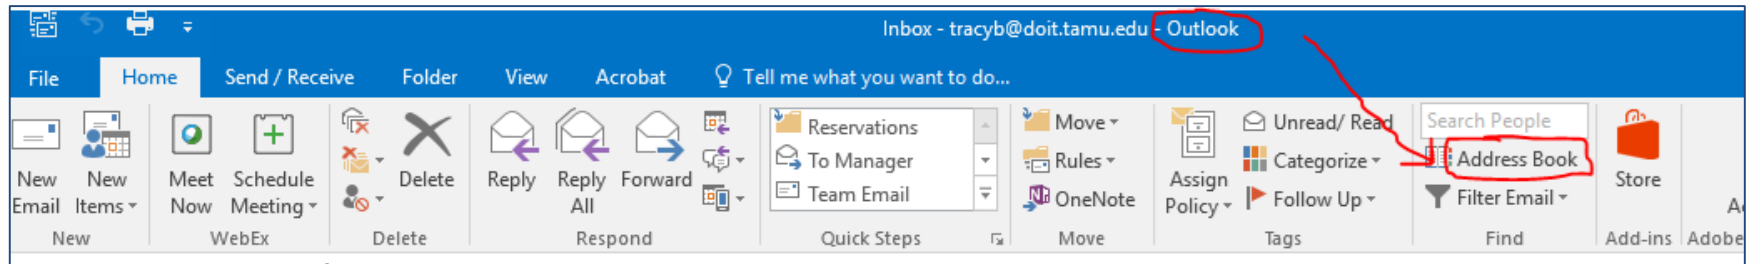 Inbox - tracyb@doit.tamu.edu - Outlook
File Home Send / Receive Folder View Acrobat Tell me what you want to do...
New Email
New Items
Meet Now
Schedule Meeting
Delete
Reply
Reply All
Forward
Reservations
To Manager
Team Email
Move
Rules
OneNote
Assign Policy
Unread/ Read
Categorize
Follow Up
Search People
Address Book
Filter Email
Store
New WebEx Delete Respond Quick Steps Move Tags Find Add-ins Adobe